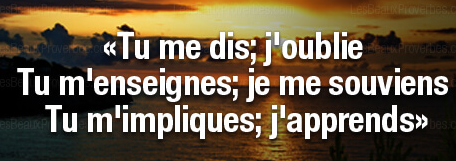 «Tu me dis; j'oublie
Tu m'enseignes; je me souviens
Tu m'impliques; j'apprends»